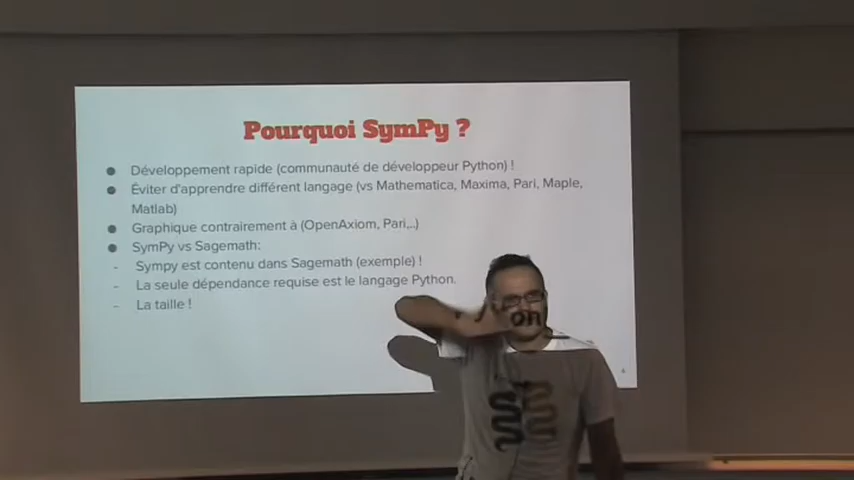 Pourquoi SymPy ?
● Développement rapide (communauté de développeur Python) !
● Éviter d'apprendre différent langage (vs Mathematica, Maxima, Pari, Maple,
Matlab)
● Graphique contrairement à (OpenAxiom, Pari,..)
● SymPy vs Sagemath:
- Sympy est contenu dans Sagemath (exemple) !
- La seule dépendance requise est le langage Python.
- La taille !